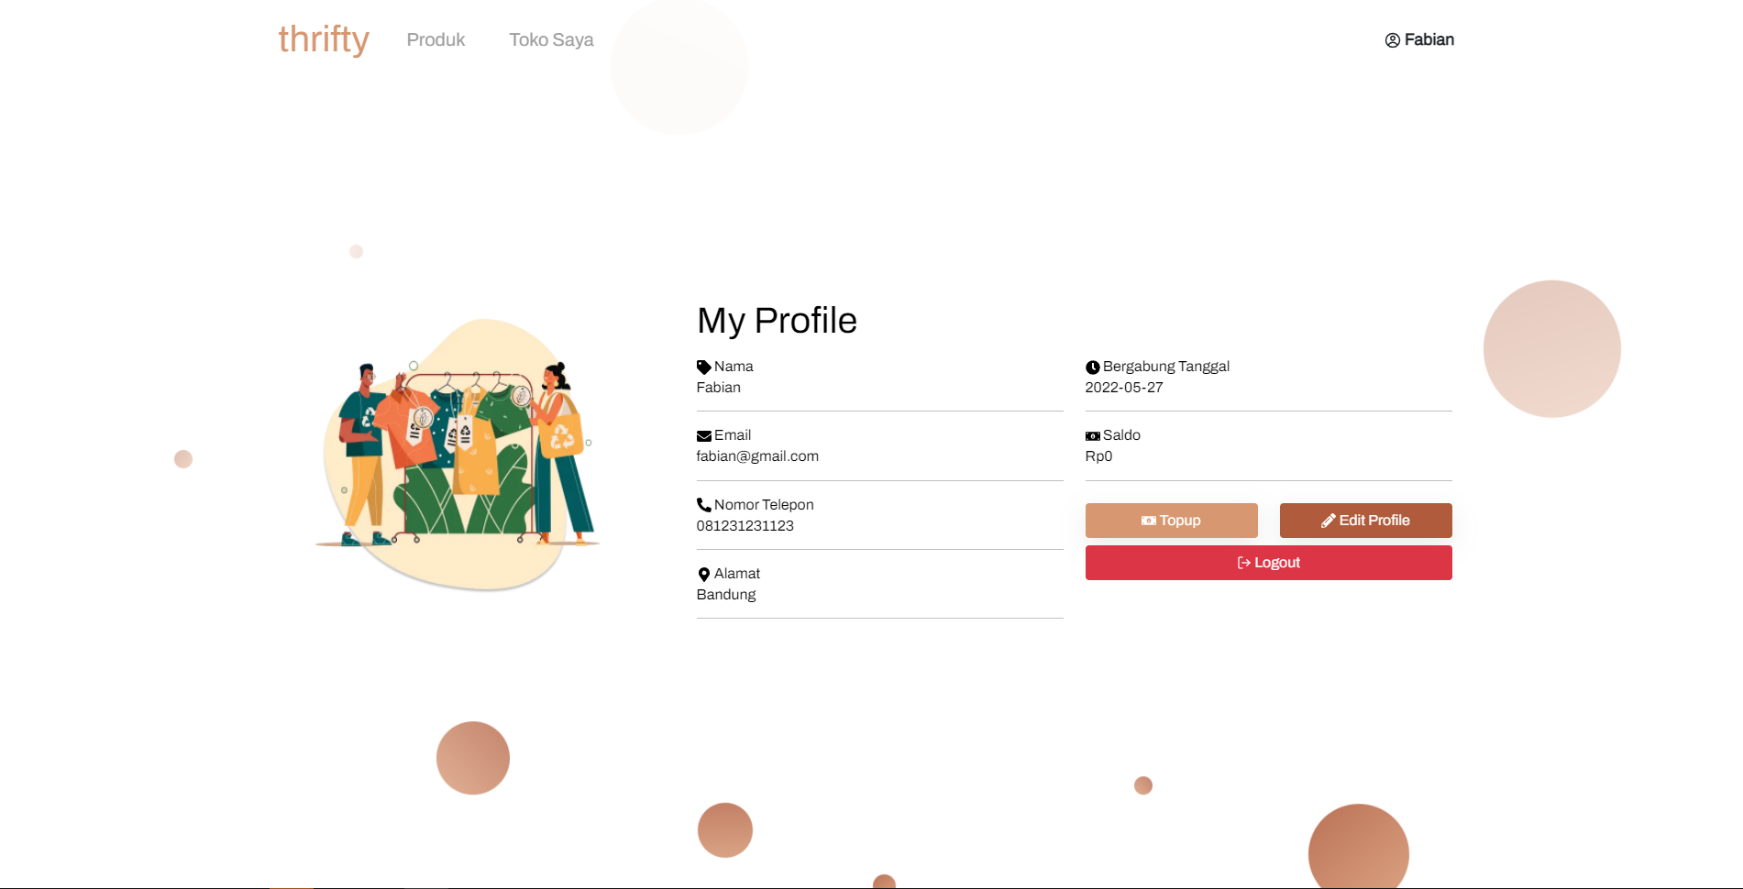 thrifty
Produk
Toko Saya
Fabian
My Profile
Nama
Fabian
Email
fabian@gmail.com
Nomor Telepon
081231231123
Alamat
Bandung
Bergabung Tanggal
2022-05-27
Saldo
Rp0
Topup
Edit Profile
Logout